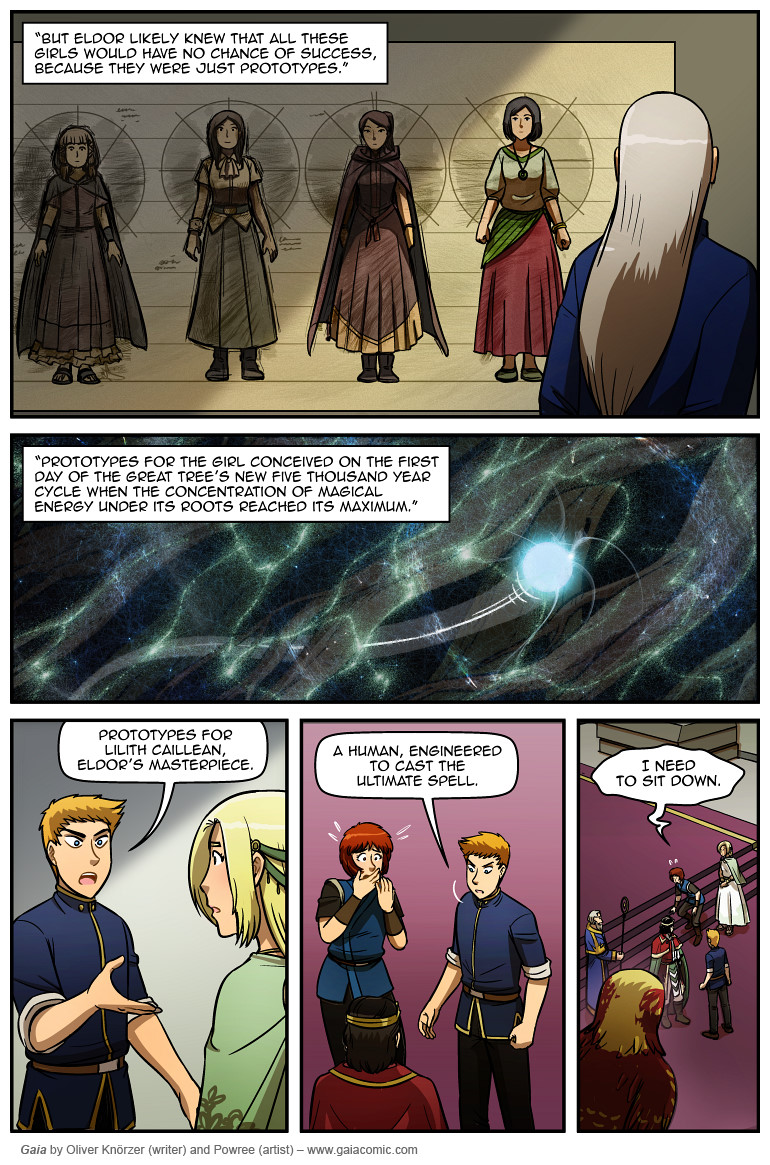 "BUT ELDOR LIKELY KNEW THAT ALL THESE
GIRLS WOULD HAVE NO CHANCE OF SUCCESS,
BECAUSE THEY WERE JUST PROTOTYPES."
"PROTOTYPES FOR THE GIRL CONCEIVED ON THE FIRST
DAY OF THE GREAT TREE'S NEW FIVE THOUSAND YEAR
CYCLE WHEN THE CONCENTRATION OF MAGICAL
ENERGY UNDER ITS ROOTS REACHED ITS MAXIMUM."
PROTOTYPES FOR
LILITH CAILLEAN,
ELDOR'S MASTERPIECE.
A HUMAN, ENGINEERED
TO CAST THE
ULTIMATE SPELL.
I NEED
TO SIT DOWN.
Gaia by Oliver Knörzer (writer) and Powree (artist) – www.gaiacomic.com